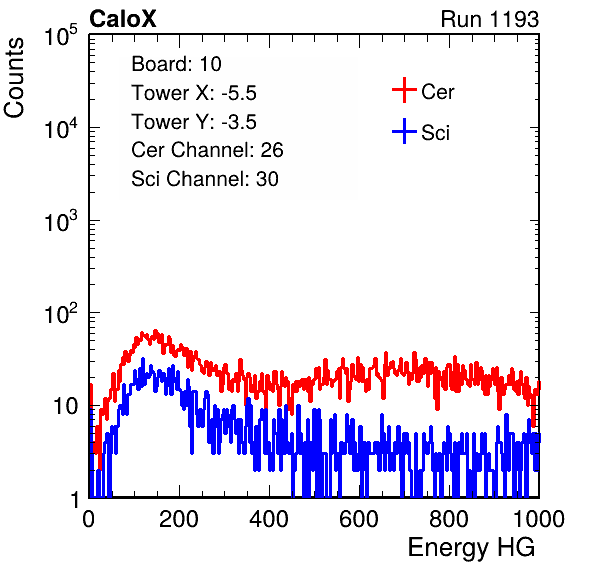 CaloX Run 1193
Counts
10^5
10^4
10^3
10^2
10
1
Board: 10
Tower X: -5.5
Tower Y: -3.5
Cer Channel: 26
Sci Channel: 30
Cer
Sci
0 200 400 600 800 1000
Energy HG